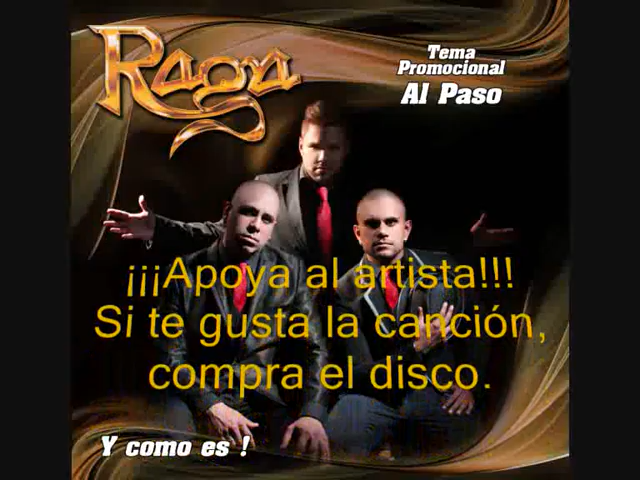 Raga
Tema
Promocional
Al Paso
¡¡¡Apoya al artista!!!
Si te gusta la canción,
compra el disco.
Y como es !